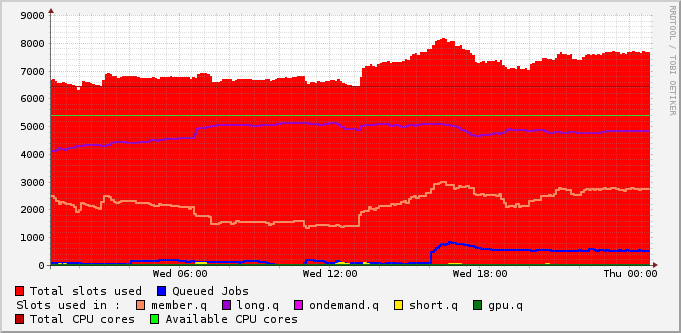 9000
8000
7000
6000
5000
4000
3000
2000
1000
0
Wed 06:00 Wed 12:00 Wed 18:00 Thu 00:00
RRDTOOL / TOBI OETIKER
Total slots used Queued Jobs
Slots used in : member.q long.q ondemand.q short.q gpu.q
Total CPU cores Available CPU cores